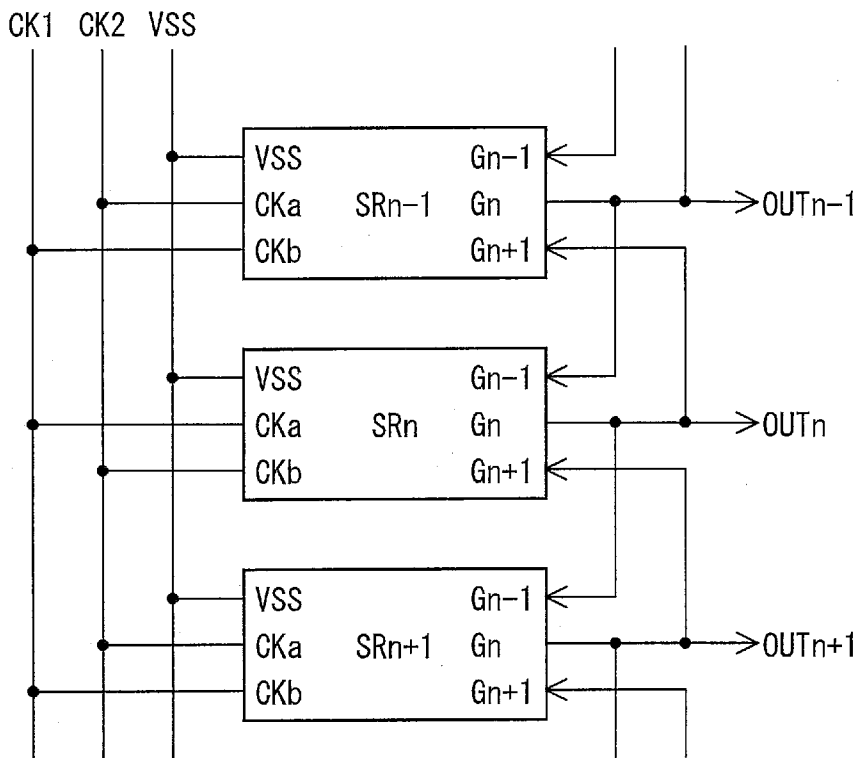 CK1 CK2 VSS
VSS Gn-1
CKa SRn-1 Gn OUTn-1
CKb Gn+1
VSS Gn-1
CKa SRn Gn OUTn
CKb Gn+1
VSS Gn-1
CKa SRn+1 Gn OUTn+1
CKb Gn+1